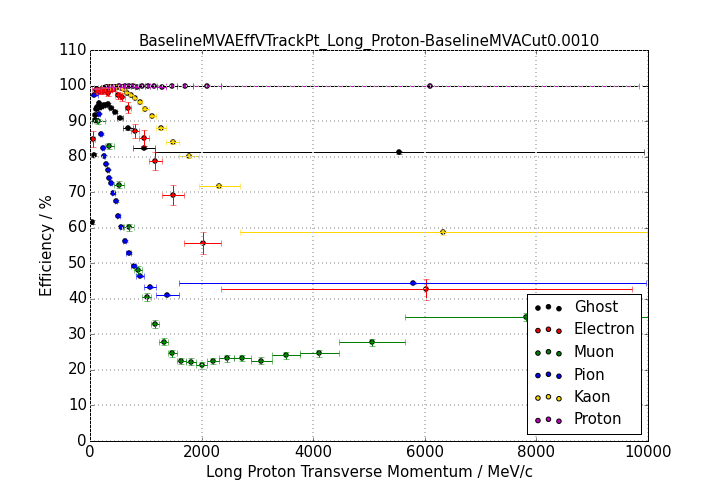 BaselineMVAEffVTrackPt_Long_Proton-BaselineMVACut0.0010
110
100
90
80
70
60
50
40
30
20
10
0
Efficiency / %
0 2000 4000 6000 8000 10000
Long Proton Transverse Momentum / MeV/c
Ghost
Electron
Muon
Pion
Kaon
Proton